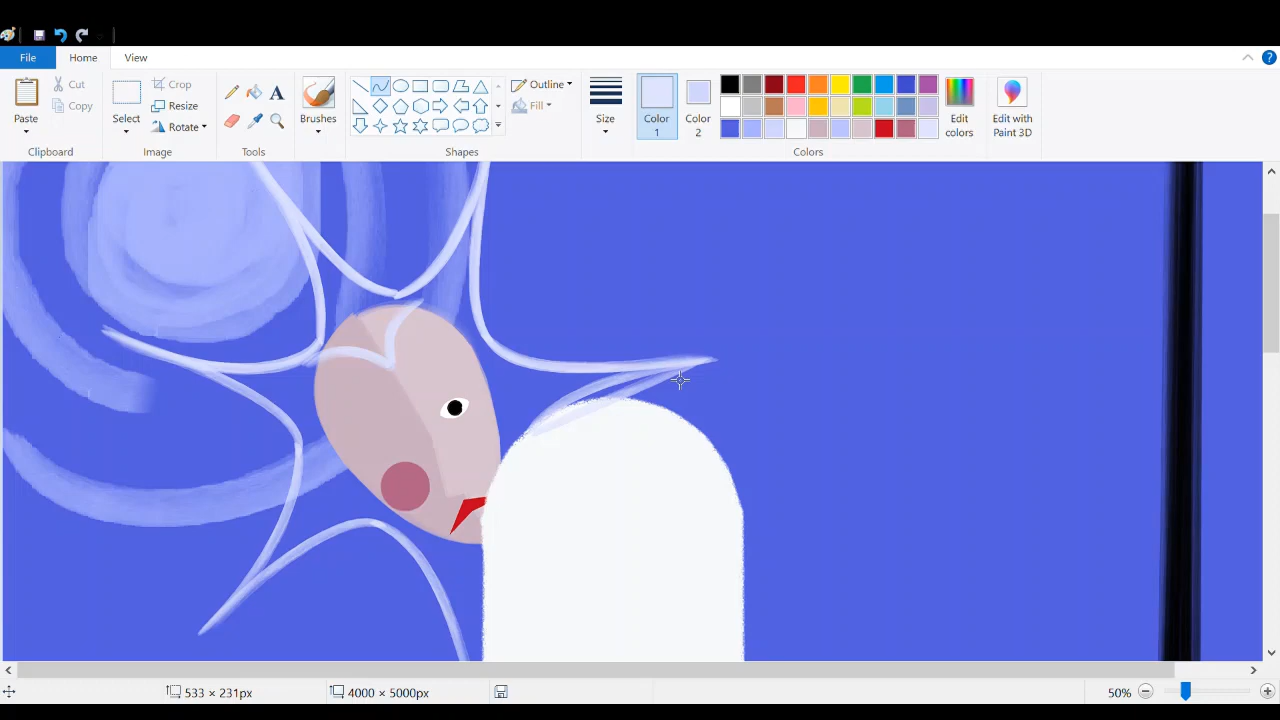 File Home View
Cut
Copy
Paste
Crop
Resize
Rotate
Select
Brushes
Outline
Fill
Size
Color
1
Color
2
Edit
colors
Edit with
Paint 3D
Clipboard Image Tools Shapes Colors
533 × 231px 4000 × 5000px 50%